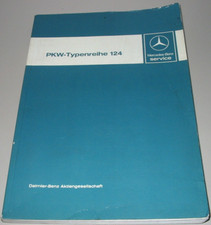 PKW-Typenreihe 124
Mercedes-Benz
service
Daimler-Benz Aktiengesellschaft